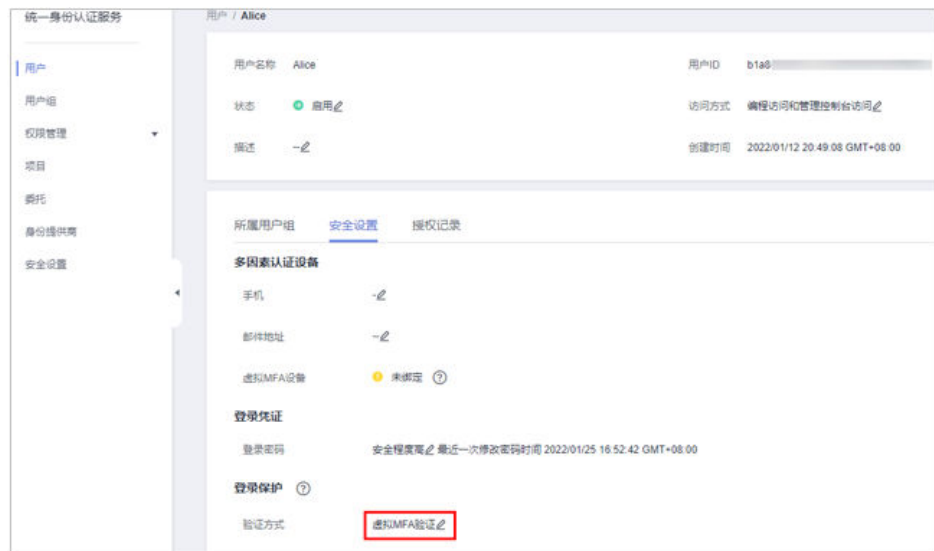 统一身份认证服务
用户 / Alice
用户
用户组
权限管理
项目
委托
身份提供商
安全设置
用户名称 Alice 用户ID b1a8
状态 启用 访问方式 编程访问和管理控制台访问
描述 -- 创建时间 2022/01/12 20:49:08 GMT+08:00
所属用户组 安全设置 授权记录
多因素认证设备
手机 -
邮件地址 --
虚拟MFA设备 未绑定 ?
登录凭证
登录密码 安全程度高 最近一次修改密码时间 2022/01/25 16:52:42 GMT+08:00
登录保护 ?
验证方式 虚拟MFA验证